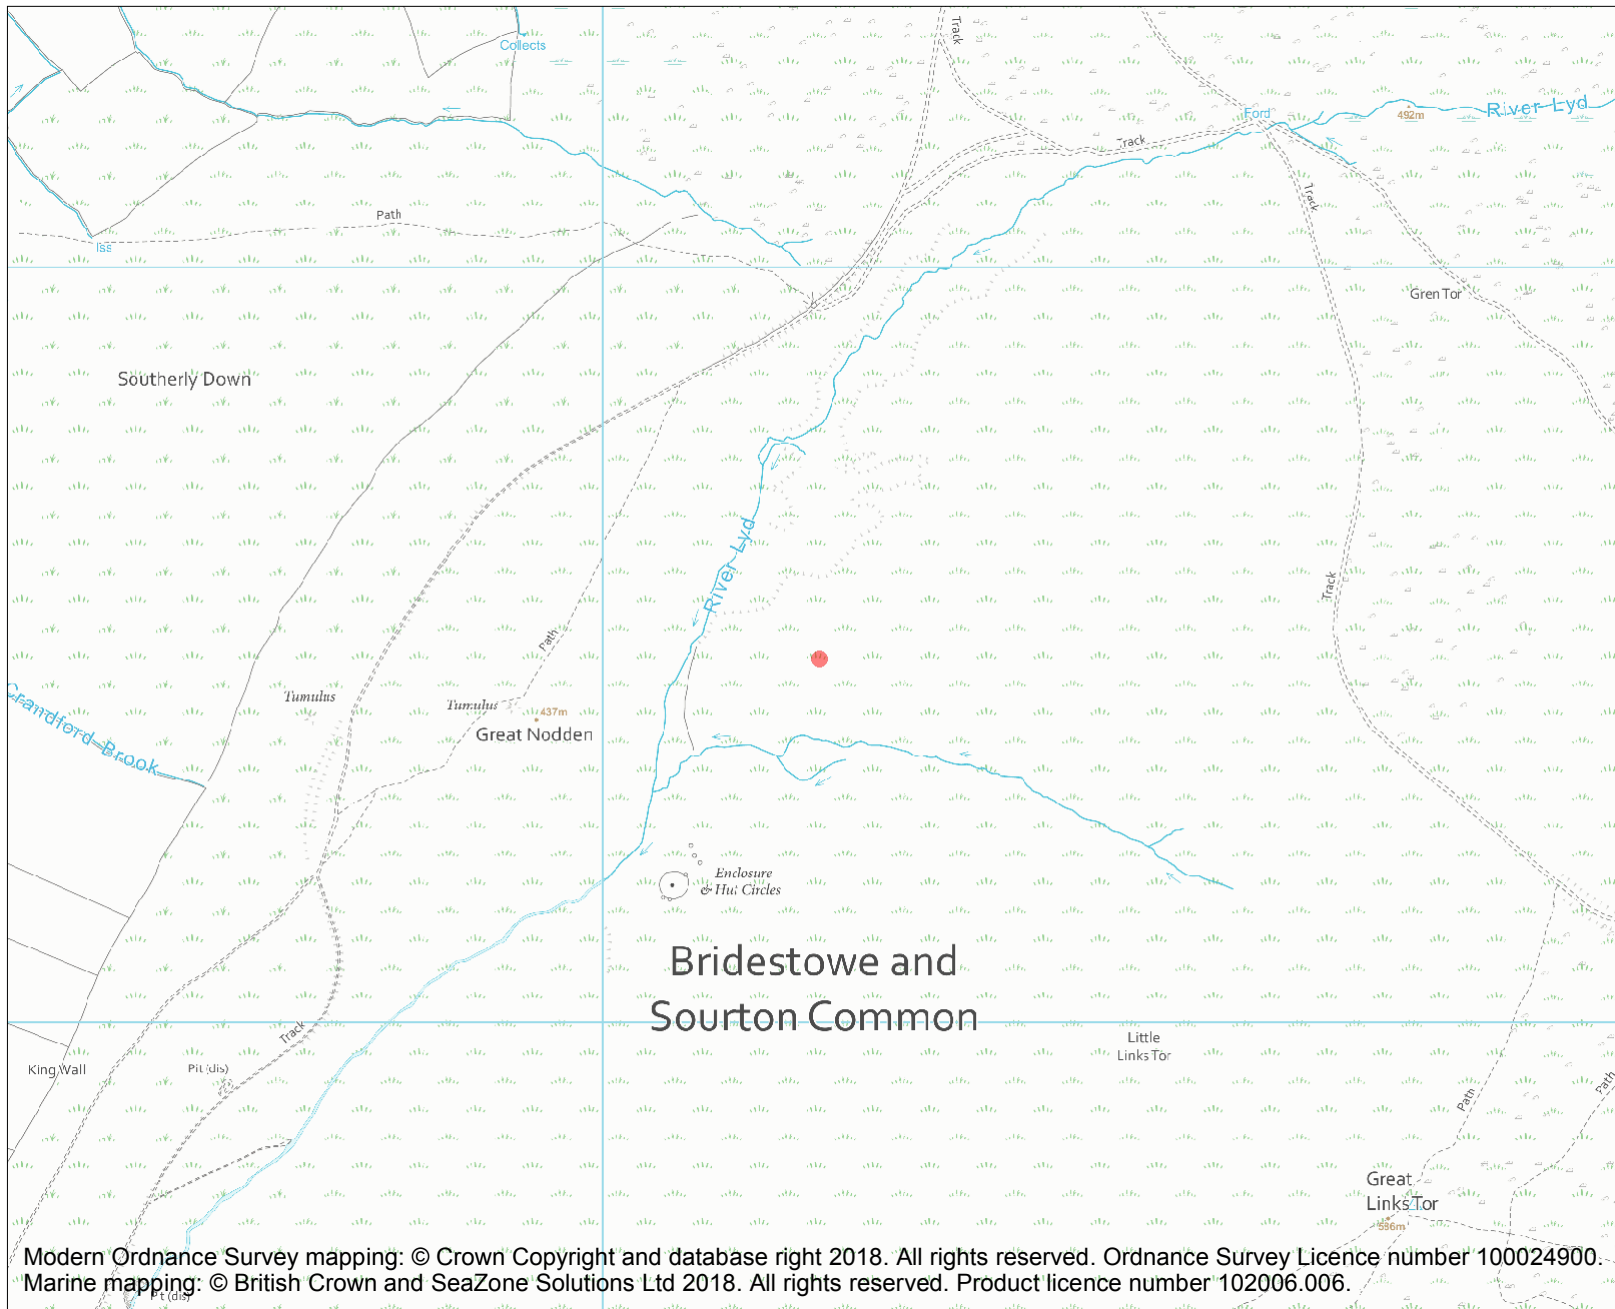 Collects
Track
River Lyd
492m
Ford
Track
Track
Path
Iss
Gren Tor
Southerly Down
River Lyd
Track
Path
Tumulus
Tumulus
437m
Great Nodden
Crandford Brook
Enclosure
& Hut Circles
Bridestowe and
Sourton Common
Track
Little
Links Tor
King Wall
Pit (dis)
Path
Path
Great
Links Tor
586m
Modern Ordnance Survey mapping: © Crown Copyright and database right 2018. All rights reserved. Ordnance Survey Licence number 100024900.
Marine mapping: © British Crown and SeaZone Solutions Ltd 2018. All rights reserved. Product licence number 102006.006.
Pt (dis)